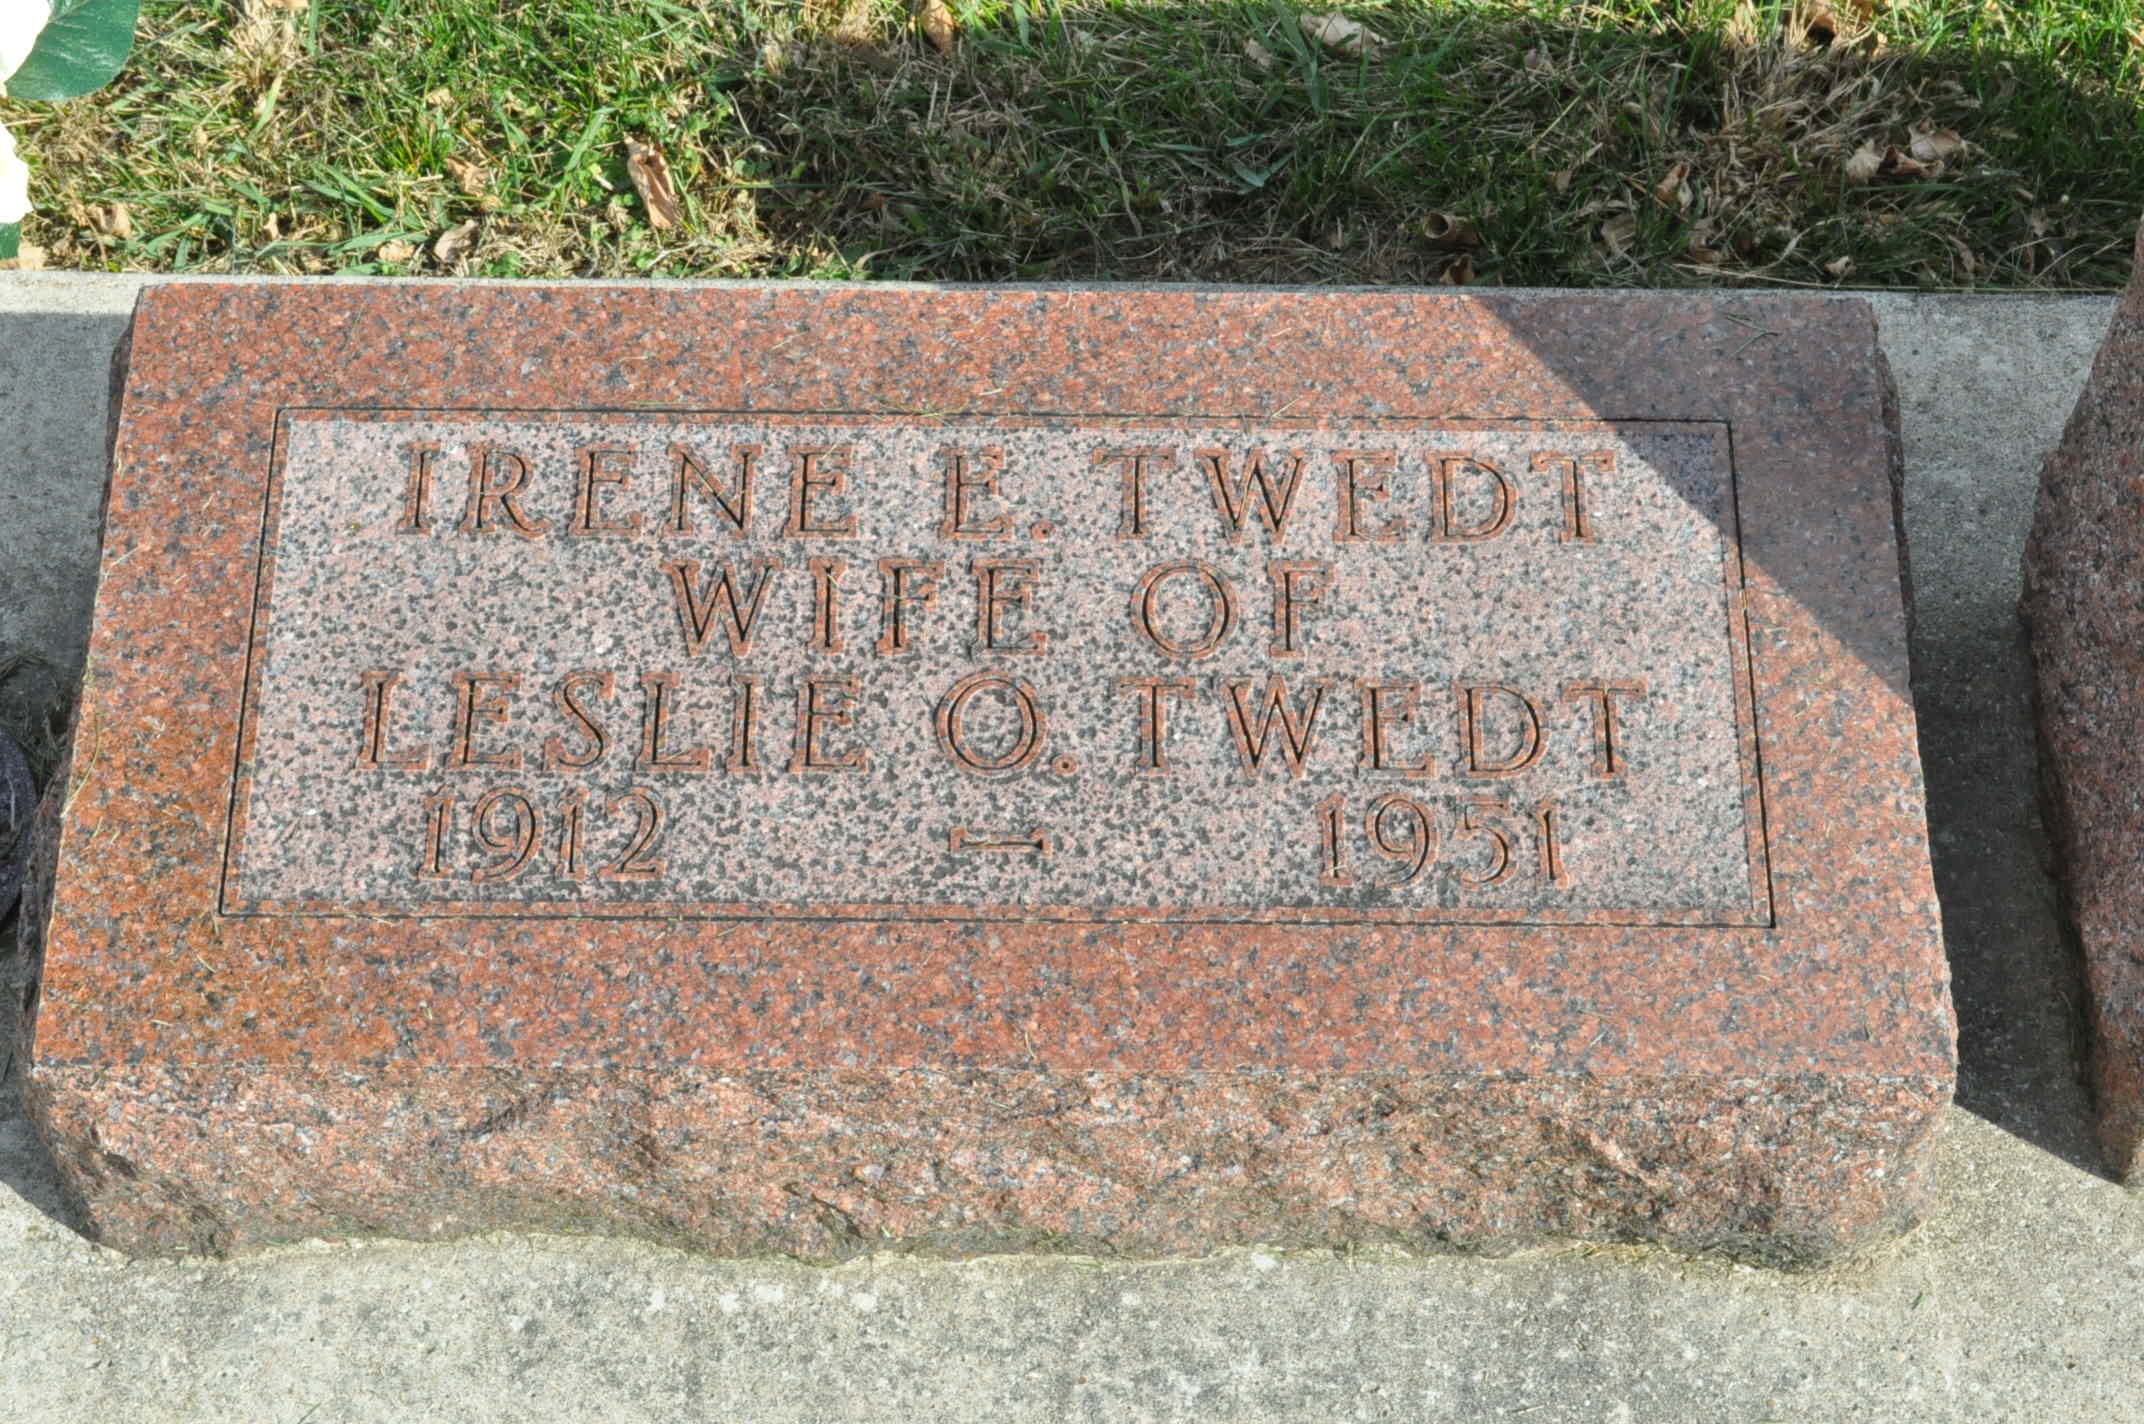 IRENE E. TWEDT
WIFE OF
LESLIE O. TWEDT
1912 — 1951